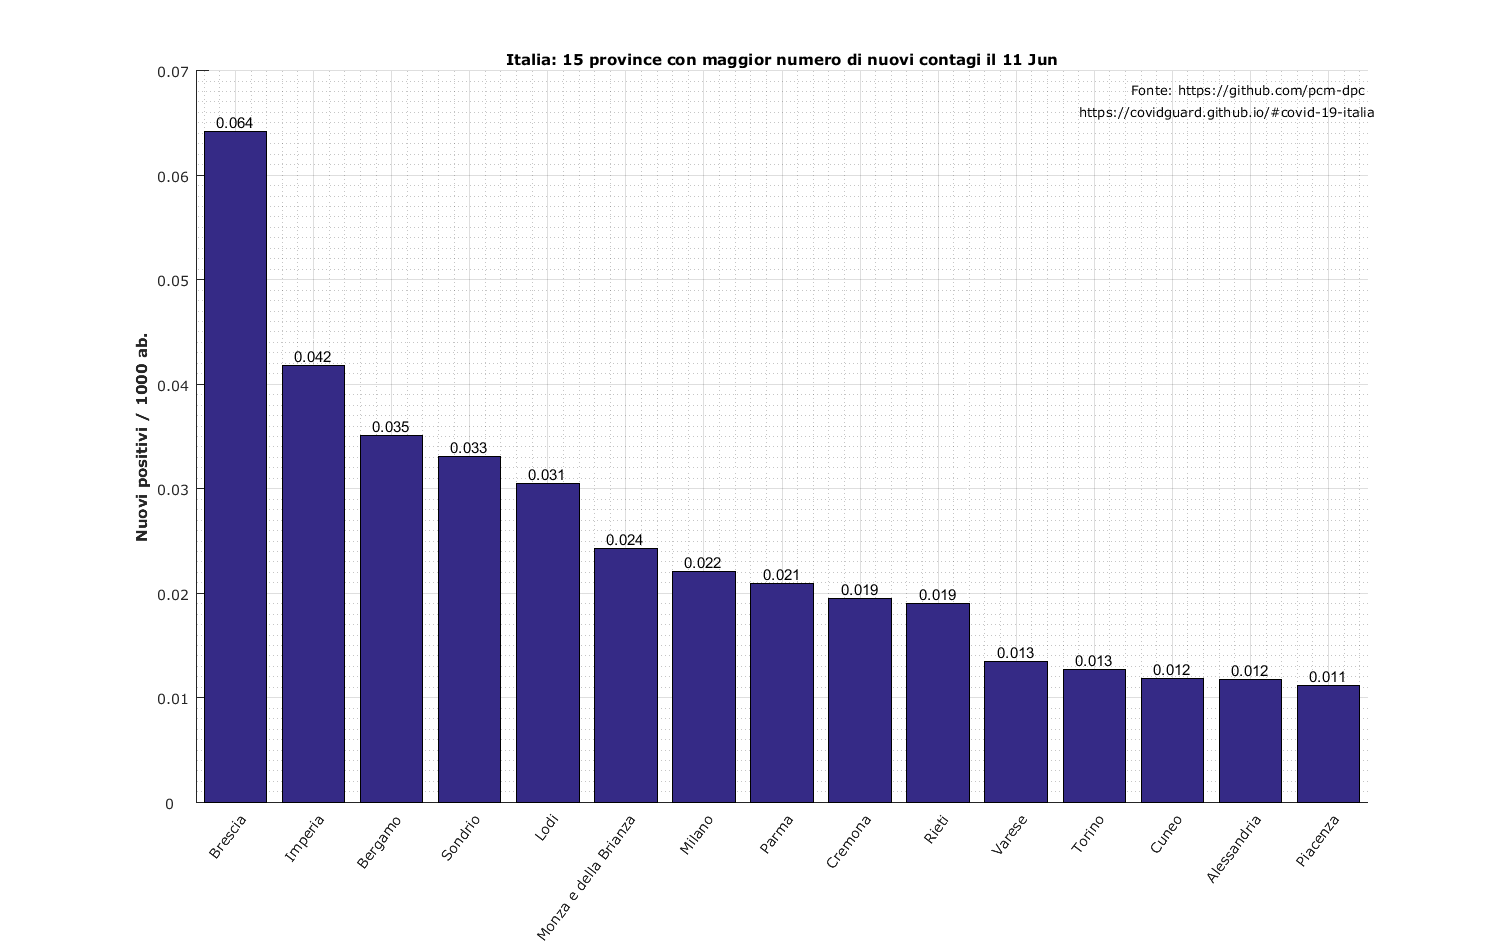 Italia: 15 province con maggior numero di nuovi contagi il 11 Jun
Fonte: https://github.com/pcm-dpc
https://covidguard.github.io/#covid-19-italia
Nuovi positivi / 1000 ab.
0.07
0.06
0.05
0.04
0.03
0.02
0.01
0
0.064
0.042
0.035
0.033
0.031
0.024
0.022
0.021
0.019
0.019
0.013
0.013
0.012
0.012
0.011
Brescia
Imperia
Bergamo
Sondrio
Lodi
Monza e della Brianza
Milano
Parma
Cremona
Rieti
Varese
Torino
Cuneo
Alessandria
Piacenza